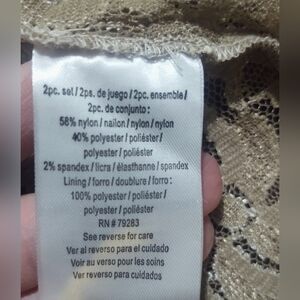 2pc. set / 2ps. de juego / 2pc. ensemble /
2pc. de conjunto :
58% nylon / nailon / nylon / nylon
40% polyester / poliéster /
polyester / poliéster
2% spandex / licra / élasthanne / spandex
Lining / forro / doublure / forro :
100% polyester / poliéster /
polyester / poliéster
RN # 79283
See reverse for care
Ver al reverso para el cuidado
Voir au verso pour les soins
Ver reverso para cuidados